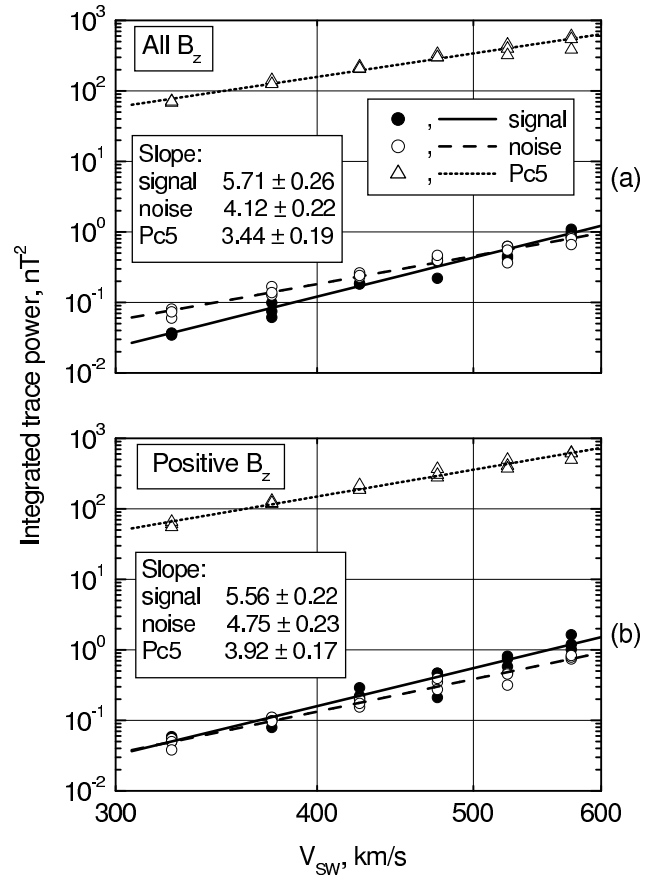 All B_z
10^3
10^2
10^1
10^0
10^-1
10^-2
● , — signal
○ , – – noise
△ , ······ Pc5
Slope:
signal 5.71 ± 0.26
noise 4.12 ± 0.22
Pc5 3.44 ± 0.19
(a)
Integrated trace power, nT^2
Positive B_z
10^3
10^2
10^1
10^0
10^-1
10^-2
Slope:
signal 5.56 ± 0.22
noise 4.75 ± 0.23
Pc5 3.92 ± 0.17
(b)
300 400 500 600
V_SW, km/s